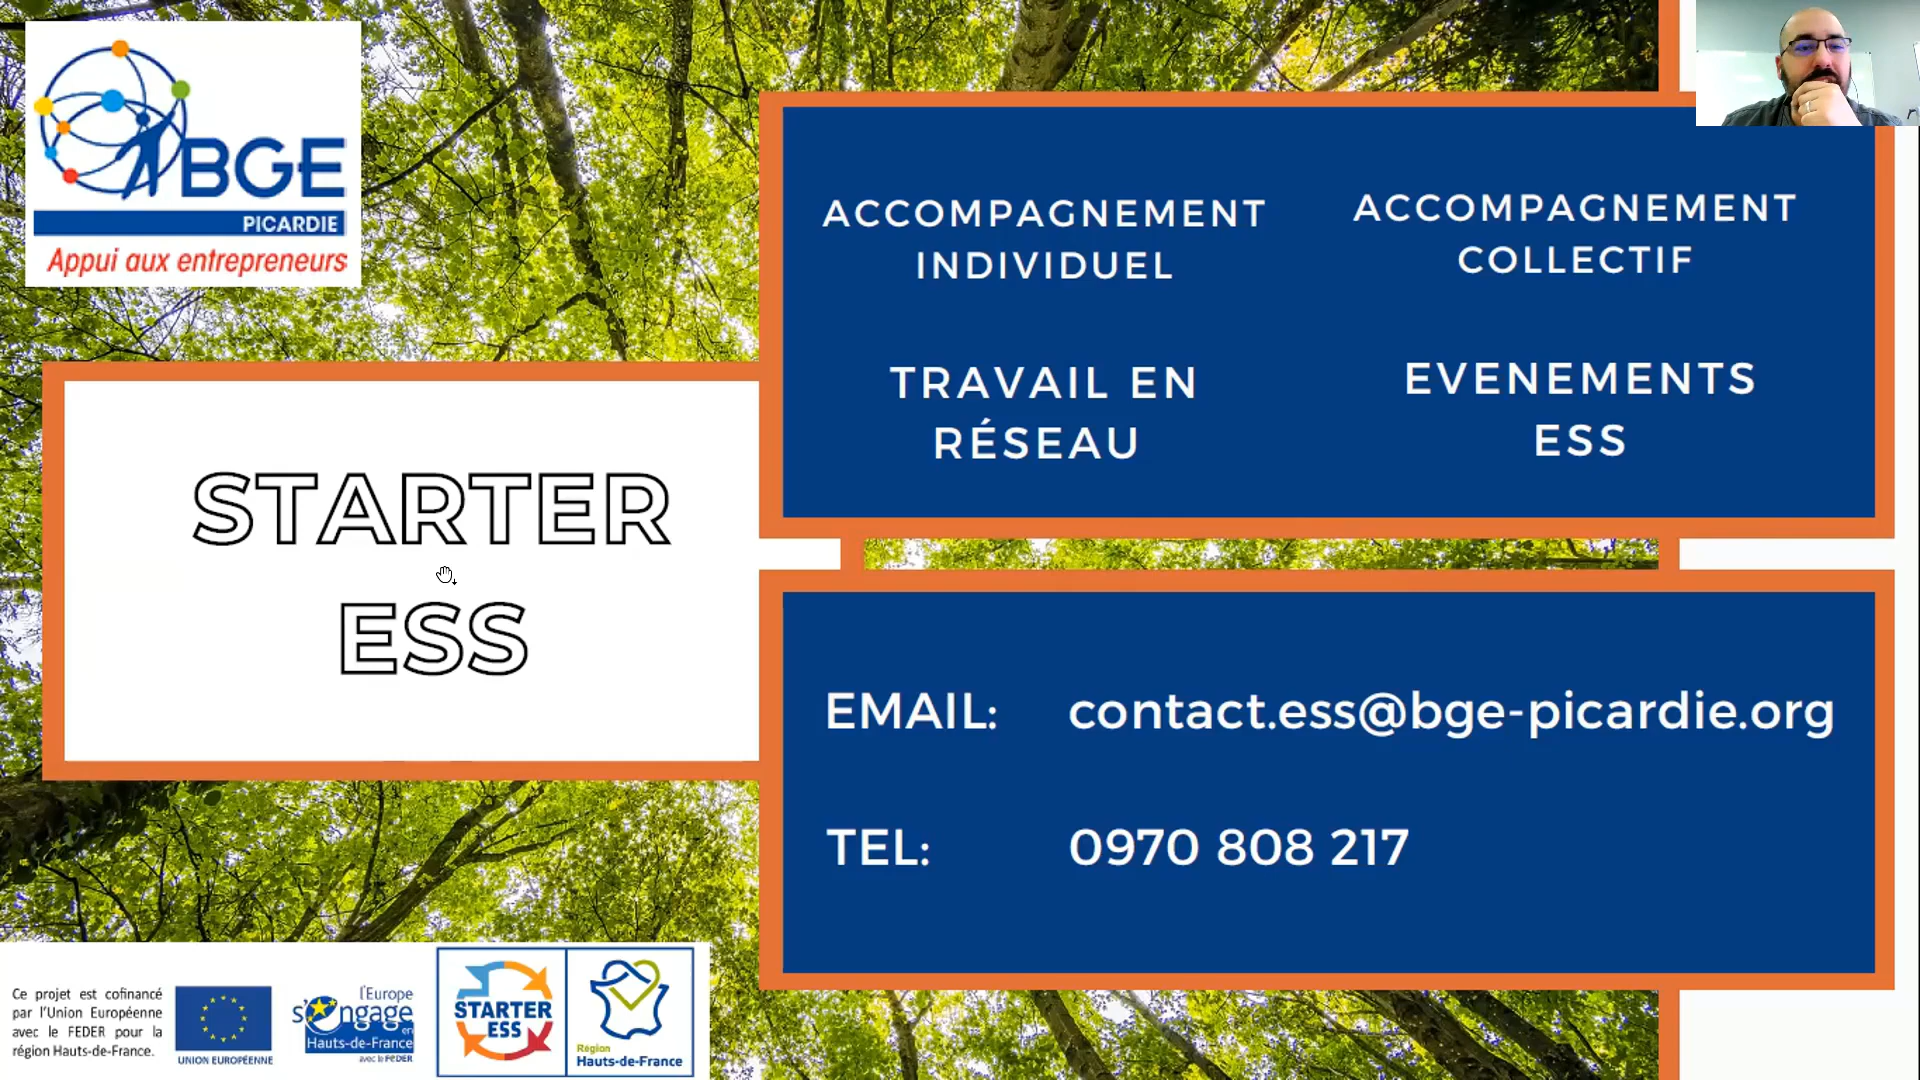 BGE
PICARDIE
Appui aux entrepreneurs
ACCOMPAGNEMENT
INDIVIDUEL
ACCOMPAGNEMENT
COLLECTIF
TRAVAIL EN
RÉSEAU
EVENEMENTS
ESS
STARTER
ESS
EMAIL: contact.ess@bge-picardie.org
TEL: 0970 808 217
Ce projet est cofinancé
par l'Union Européenne
avec le FEDER pour la
région Hauts-de-France.
UNION EUROPÉENNE
l'Europe
s'engage
en
Hauts-de-France
avec le FEDER
STARTER
ESS
Région
Hauts-de-France